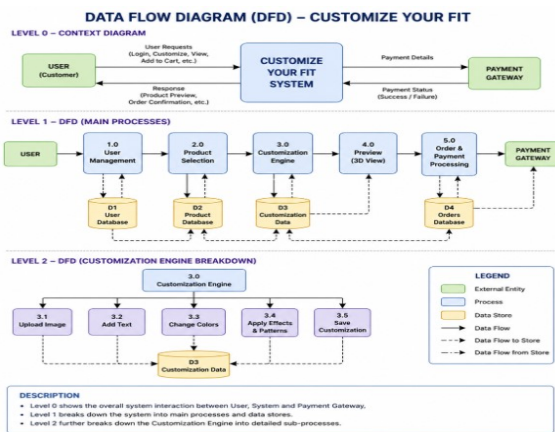 DATA FLOW DIAGRAM (DFD) – CUSTOMIZE YOUR FIT
LEVEL 0 – CONTEXT DIAGRAM
USER
(Customer)
User Requests
(Login, Customize, View,
Add to Cart, etc.)
Response
(Product Preview,
Order Confirmation, etc.)
CUSTOMIZE
YOUR FIT
SYSTEM
Payment Details
Payment Status
(Success / Failure)
PAYMENT
GATEWAY
LEVEL 1 – DFD (MAIN PROCESSES)
USER
1.0
User
Management
2.0
Product
Selection
3.0
Customization
Engine
4.0
Preview
(3D View)
5.0
Order &
Payment
Processing
PAYMENT
GATEWAY
D1
User
Database
D2
Product
Database
D3
Customization
Data
D4
Orders
Database
LEVEL 2 – DFD (CUSTOMIZATION ENGINE BREAKDOWN)
3.0
Customization Engine
3.1
Upload Image
3.2
Add Text
3.3
Change Colors
3.4
Apply Effects
& Patterns
3.5
Save
Customization
D3
Customization Data
LEGEND
External Entity
Process
Data Store
Data Flow
Data Flow to Store
Data Flow from Store
DESCRIPTION
• Level 0 shows the overall system interaction between User, System and Payment Gateway,
• Level 1 breaks down the system into main processes and data stores.
• Level 2 further breaks down the Customization Engine into detailed sub-processes.